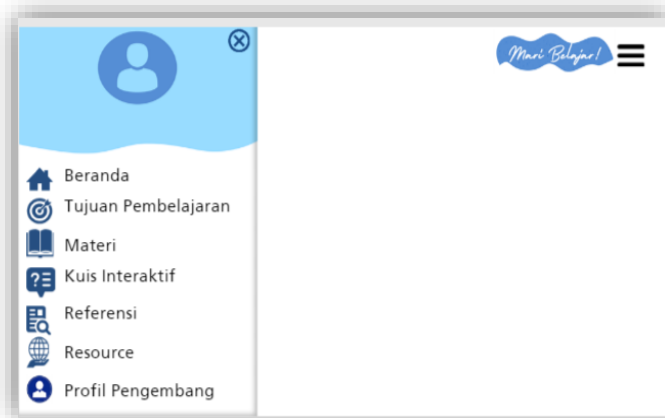 Mari Belajar!
Beranda
Tujuan Pembelajaran
Materi
Kuis Interaktif
Referensi
Resource
Profil Pengembang